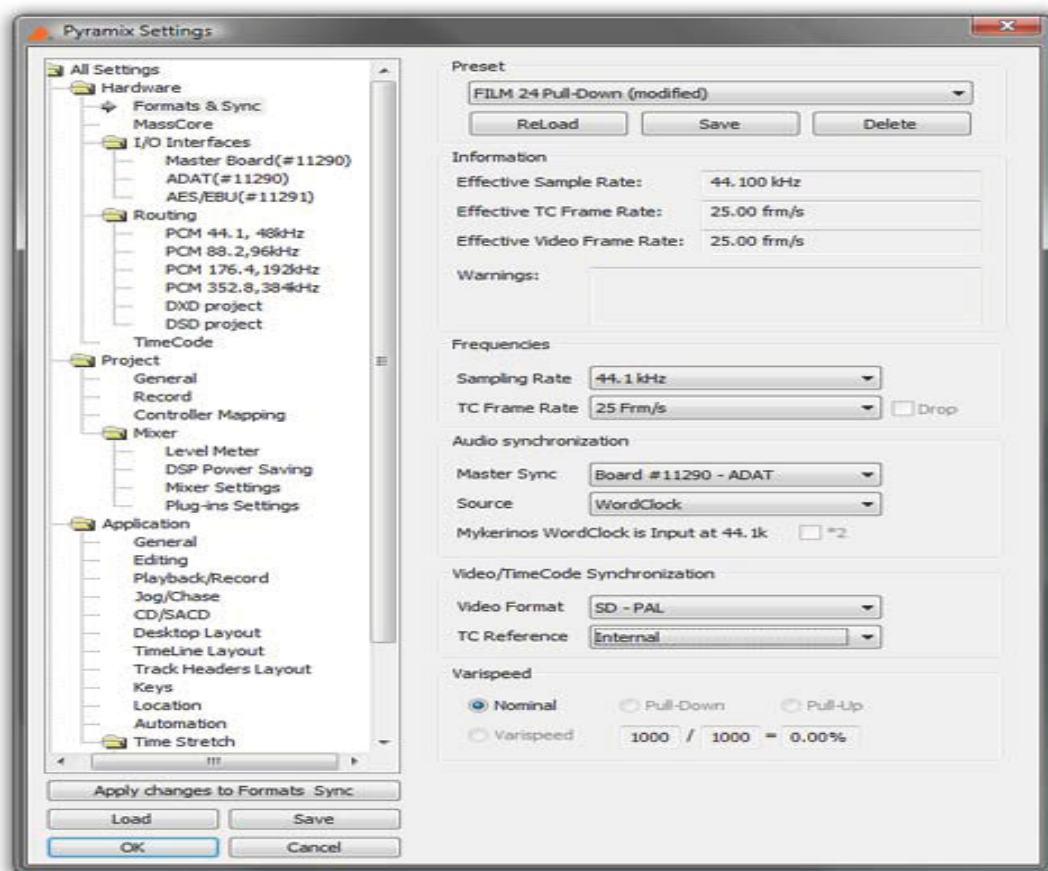 Pyramix Settings
All Settings
Hardware
Formats & Sync
MassCore
I/O Interfaces
Master Board(#11290)
ADAT(#11290)
AES/EBU(#11291)
Routing
PCM 44.1, 48kHz
PCM 88.2,96kHz
PCM 176.4,192kHz
PCM 352.8,384kHz
DXD project
DSD project
TimeCode
Project
General
Record
Controller Mapping
Mixer
Level Meter
DSP Power Saving
Mixer Settings
Plug-ins Settings
Application
General
Editing
Playback/Record
Jog/Chase
CD/SACD
Desktop Layout
TimeLine Layout
Track Headers Layout
Keys
Location
Automation
Time Stretch
Apply changes to Formats Sync
Load Save
OK Cancel
Preset
FILM 24 Pull-Down (modified)
ReLoad Save Delete
Information
Effective Sample Rate: 44.100 kHz
Effective TC Frame Rate: 25.00 frm/s
Effective Video Frame Rate: 25.00 frm/s
Warnings:
Frequencies
Sampling Rate 44.1 kHz
TC Frame Rate 25 Frm/s Drop
Audio synchronization
Master Sync Board #11290 - ADAT
Source WordClock
Mykerinos WordClock is Input at 44.1k *2
Video/TimeCode Synchronization
Video Format SD - PAL
TC Reference Internal
Varispeed
Nominal Pull-Down Pull-Up
Varispeed 1000 / 1000 = 0.00%